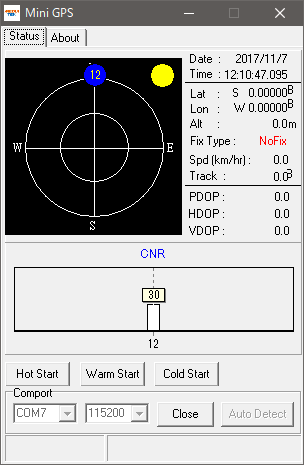 Mini GPS
Status
About
12
W
E
S
Date : 2017/11/7
Time : 12:10:47.095
Lat : S 0.00000B
Lon : W 0.00000B
Alt : 0.0m
Fix Type : NoFix
Spd (km/hr) : 0.0
Track : 0.0B
PDOP : 0.0
HDOP : 0.0
VDOP : 0.0
CNR
30
12
Hot Start
Warm Start
Cold Start
Comport
COM7
115200
Close
Auto Detect